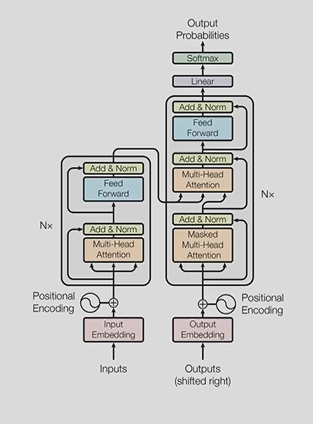 Output
Probabilities
Softmax
Linear
Add & Norm
Feed
Forward
Add & Norm
Multi-Head
Attention
Add & Norm
Masked
Multi-Head
Attention
Nx
Add & Norm
Feed
Forward
Add & Norm
Multi-Head
Attention
Nx
Positional
Encoding
Positional
Encoding
Input
Embedding
Output
Embedding
Inputs
Outputs
(shifted right)